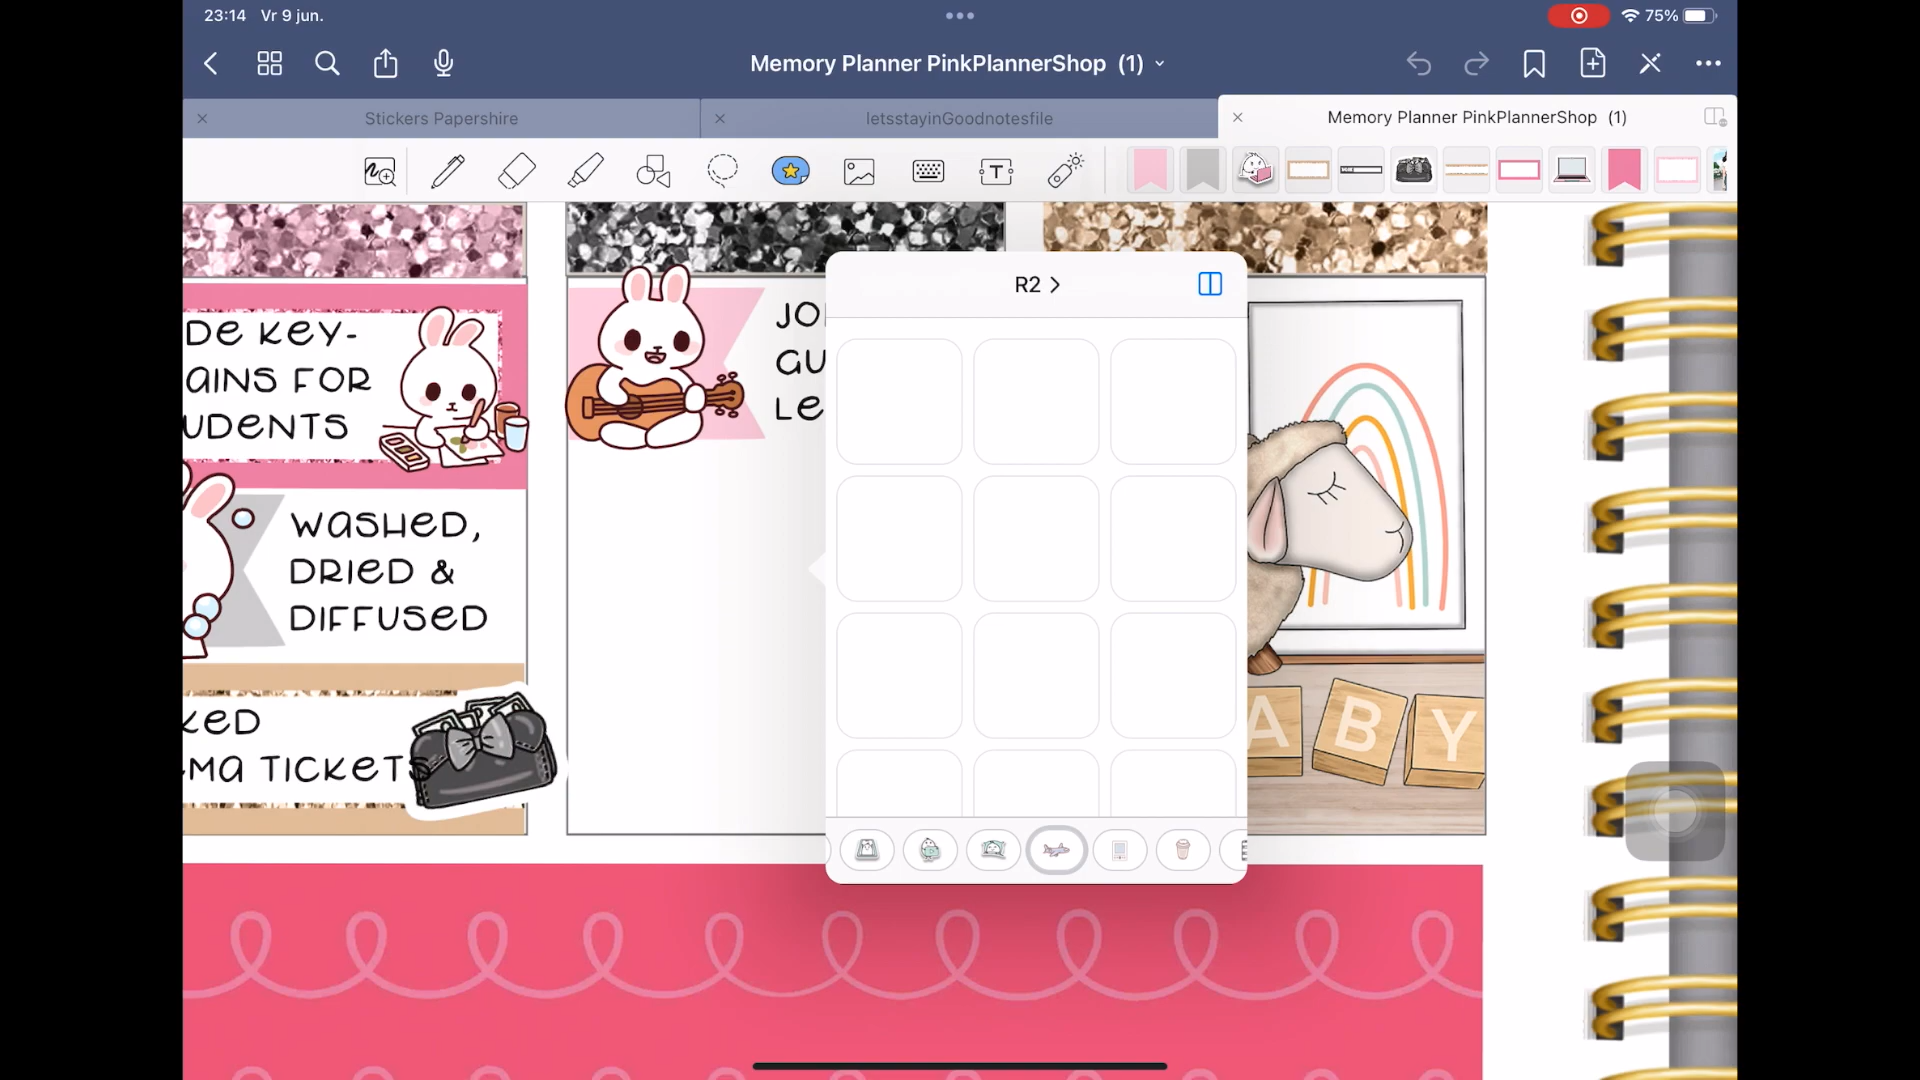 23:14 Vr 9 jun.
75%
Memory Planner PinkPlannerShop (1)
Stickers Papershire
letsstayinGoodnotesfile
Memory Planner PinkPlannerShop (1)
T
R2
DE KEY-
AINS FOR
UDENTS
WASHED,
DRIED &
DIFFUSED
KED
MA TICKETS
JO
GU
LE
A B Y